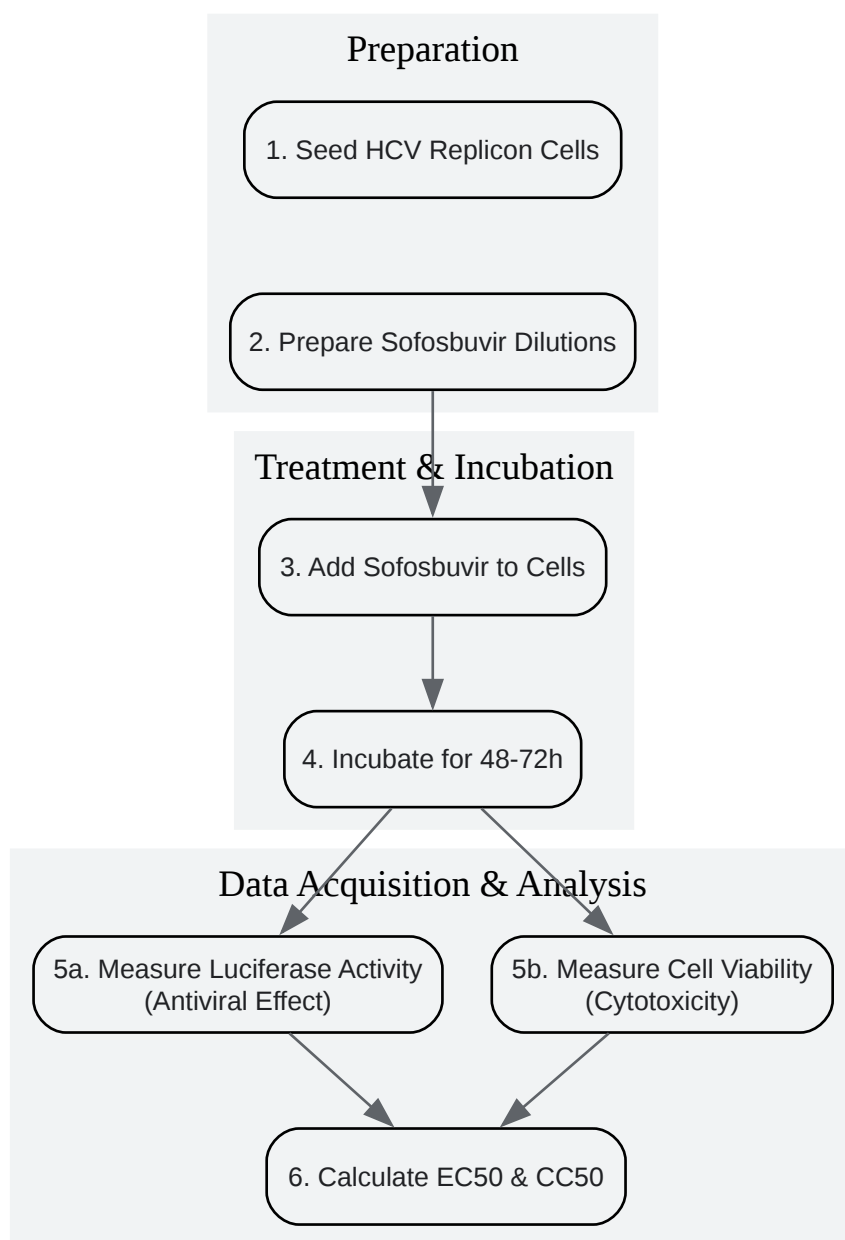 Preparation
1. Seed HCV Replicon Cells
2. Prepare Sofosbuvir Dilutions
Treatment & Incubation
3. Add Sofosbuvir to Cells
4. Incubate for 48-72h
Data Acquisition & Analysis
5a. Measure Luciferase Activity
(Antiviral Effect)
5b. Measure Cell Viability
(Cytotoxicity)
6. Calculate EC50 & CC50